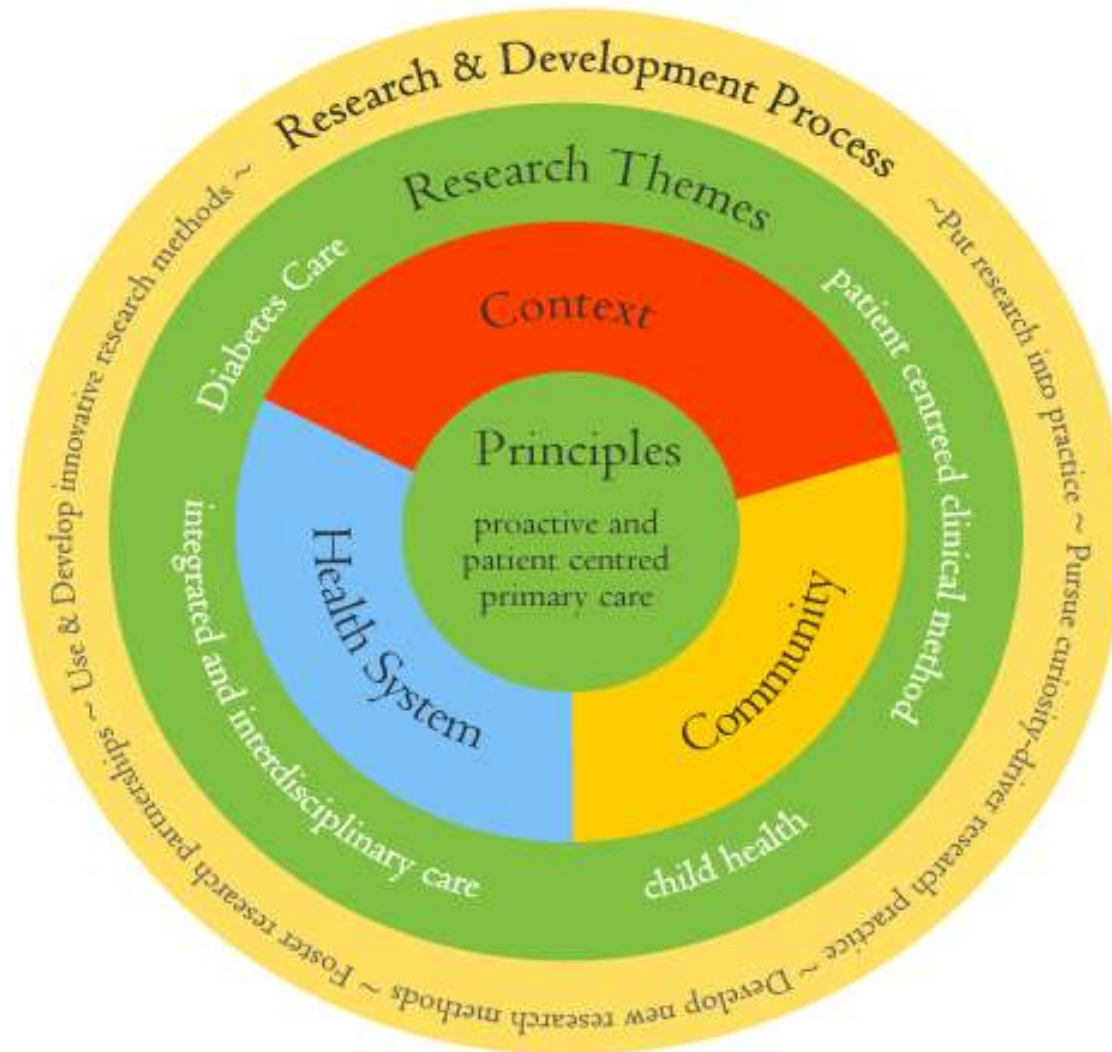 Research & Development Process
~Put research into practice ~ Pursue curiosity-driver research practice ~ Develop new research methods ~ Foster research partnerships ~ Use & Develop innovative research methods ~
Research Themes
Diabetes Care
patient centreed clinical method
child health
integrated and interdisciplinary care
Context
Community
Health System
Principles
proactive and
patient centred
primary care